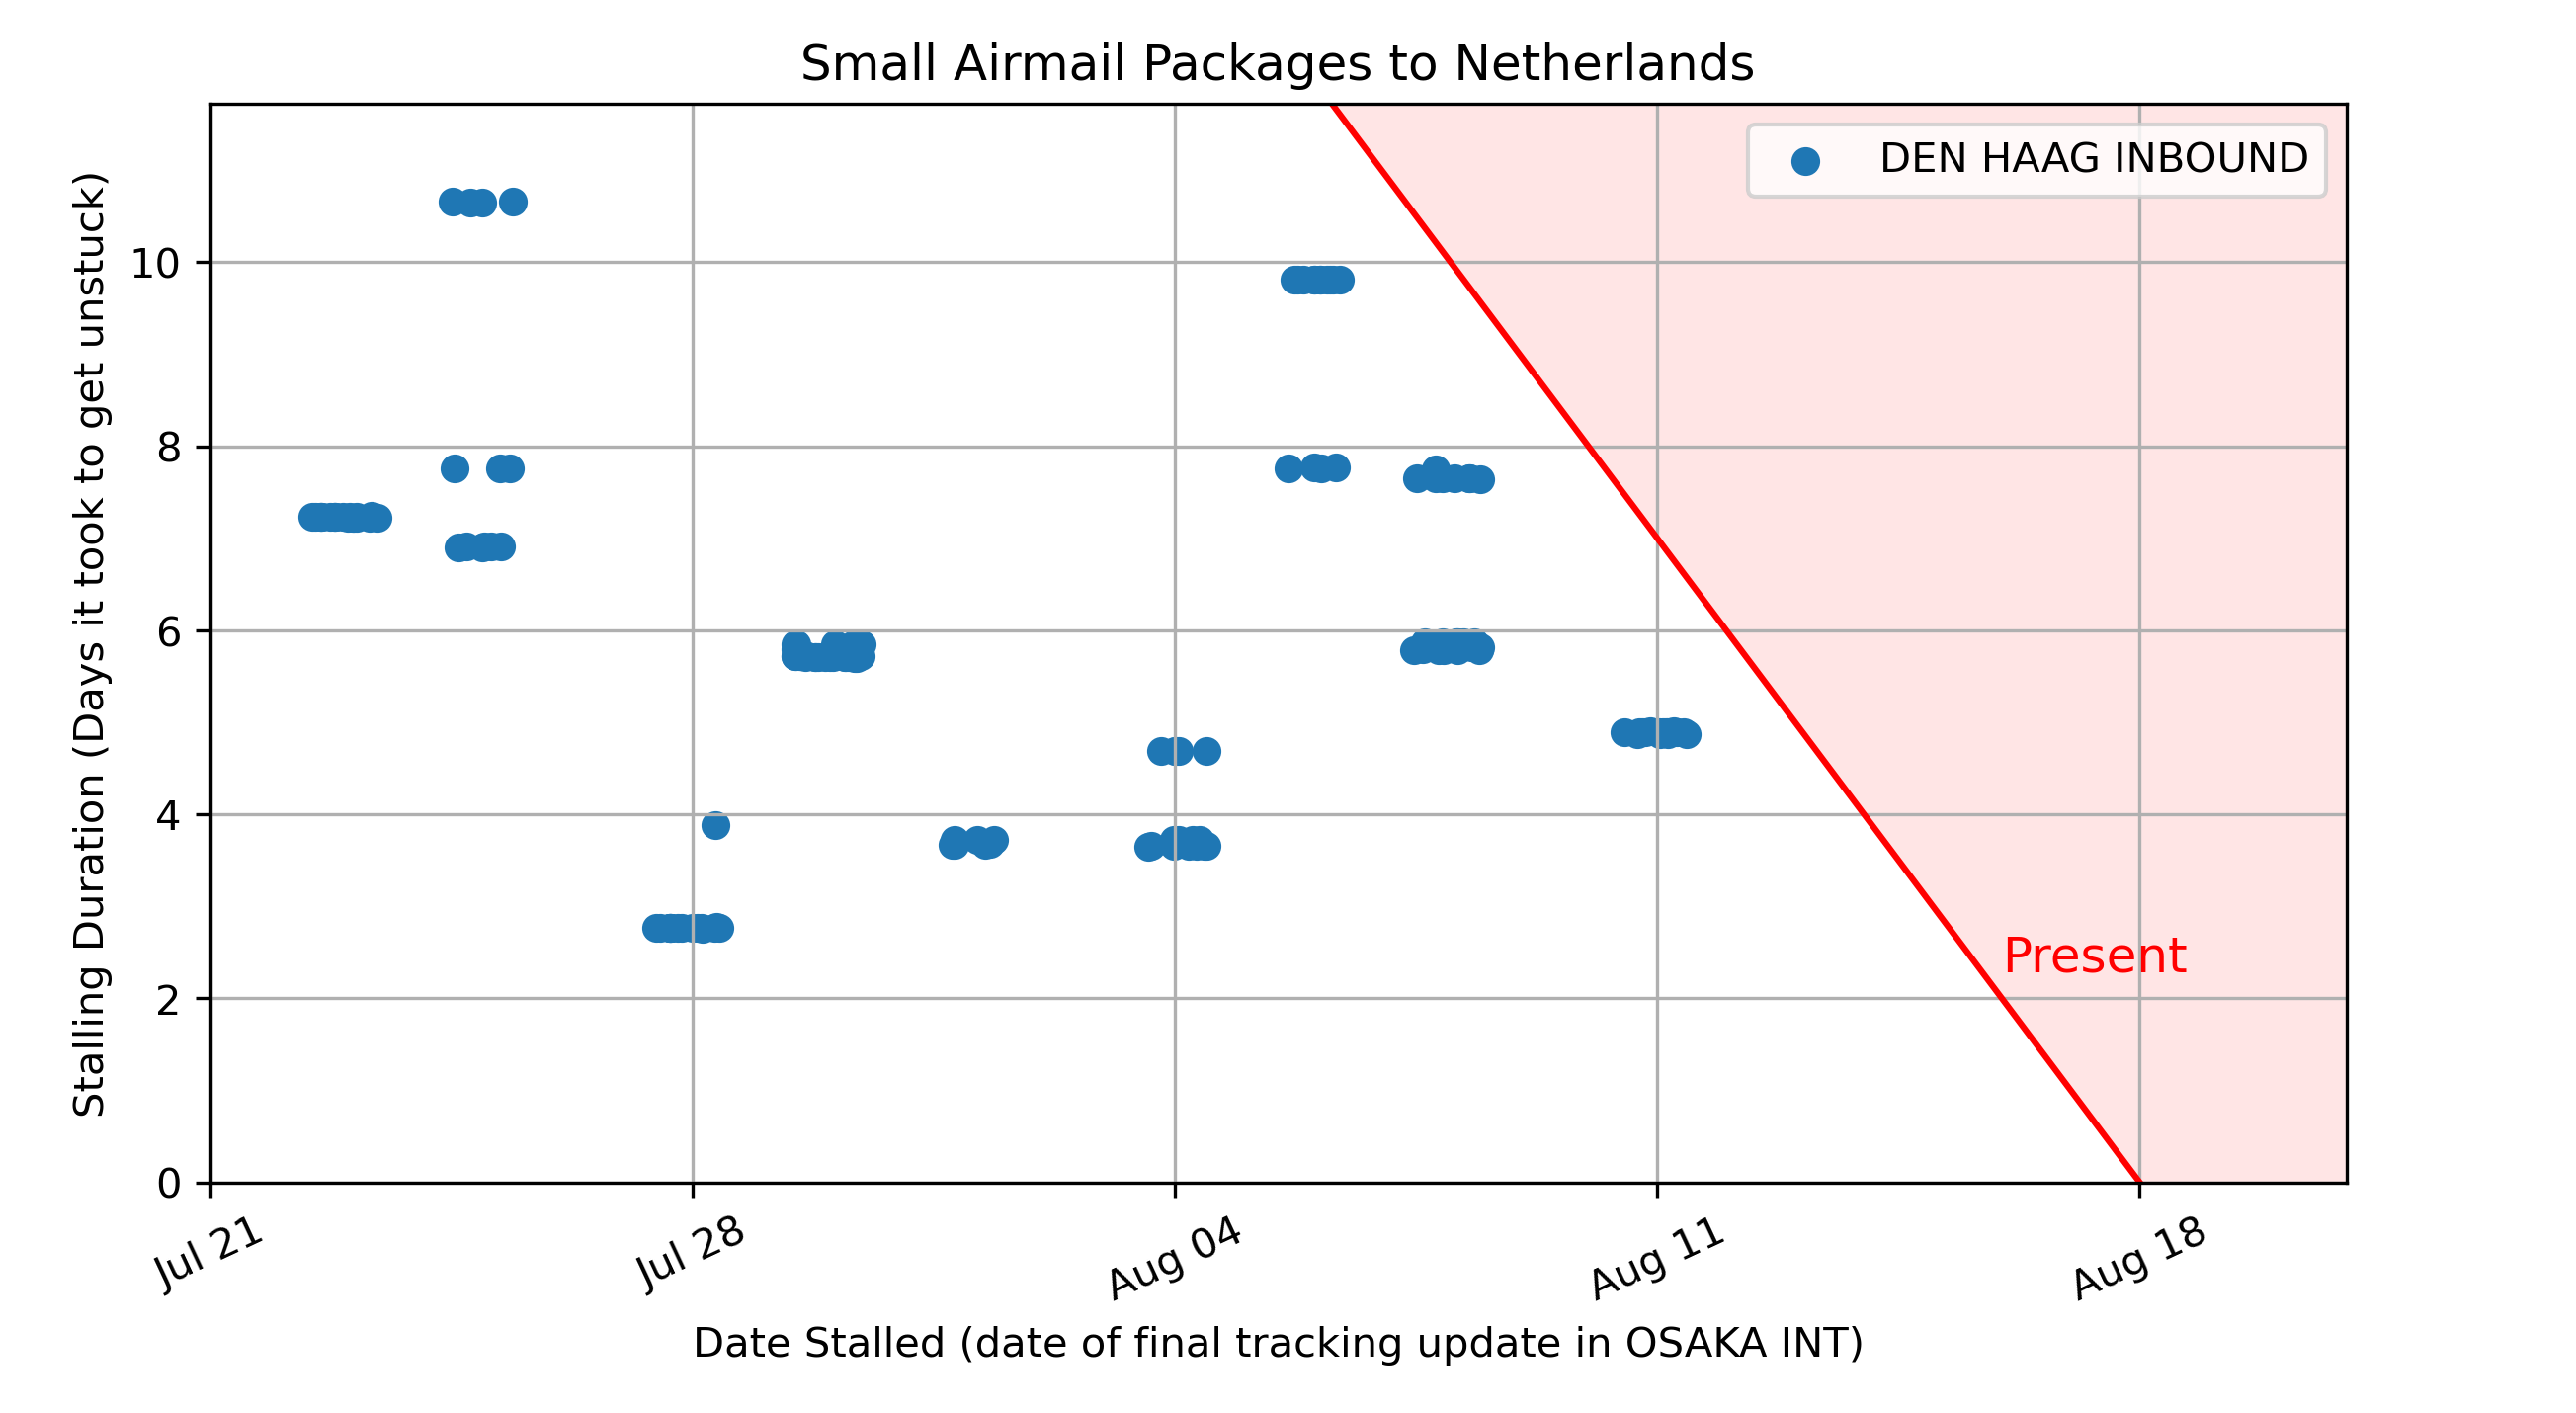 Small Airmail Packages to Netherlands
DEN HAAG INBOUND
Stalling Duration (Days it took to get unstuck)
10
8
6
4
2
0
Present
Jul 21
Jul 28
Aug 04
Aug 11
Aug 18
Date Stalled (date of final tracking update in OSAKA INT)